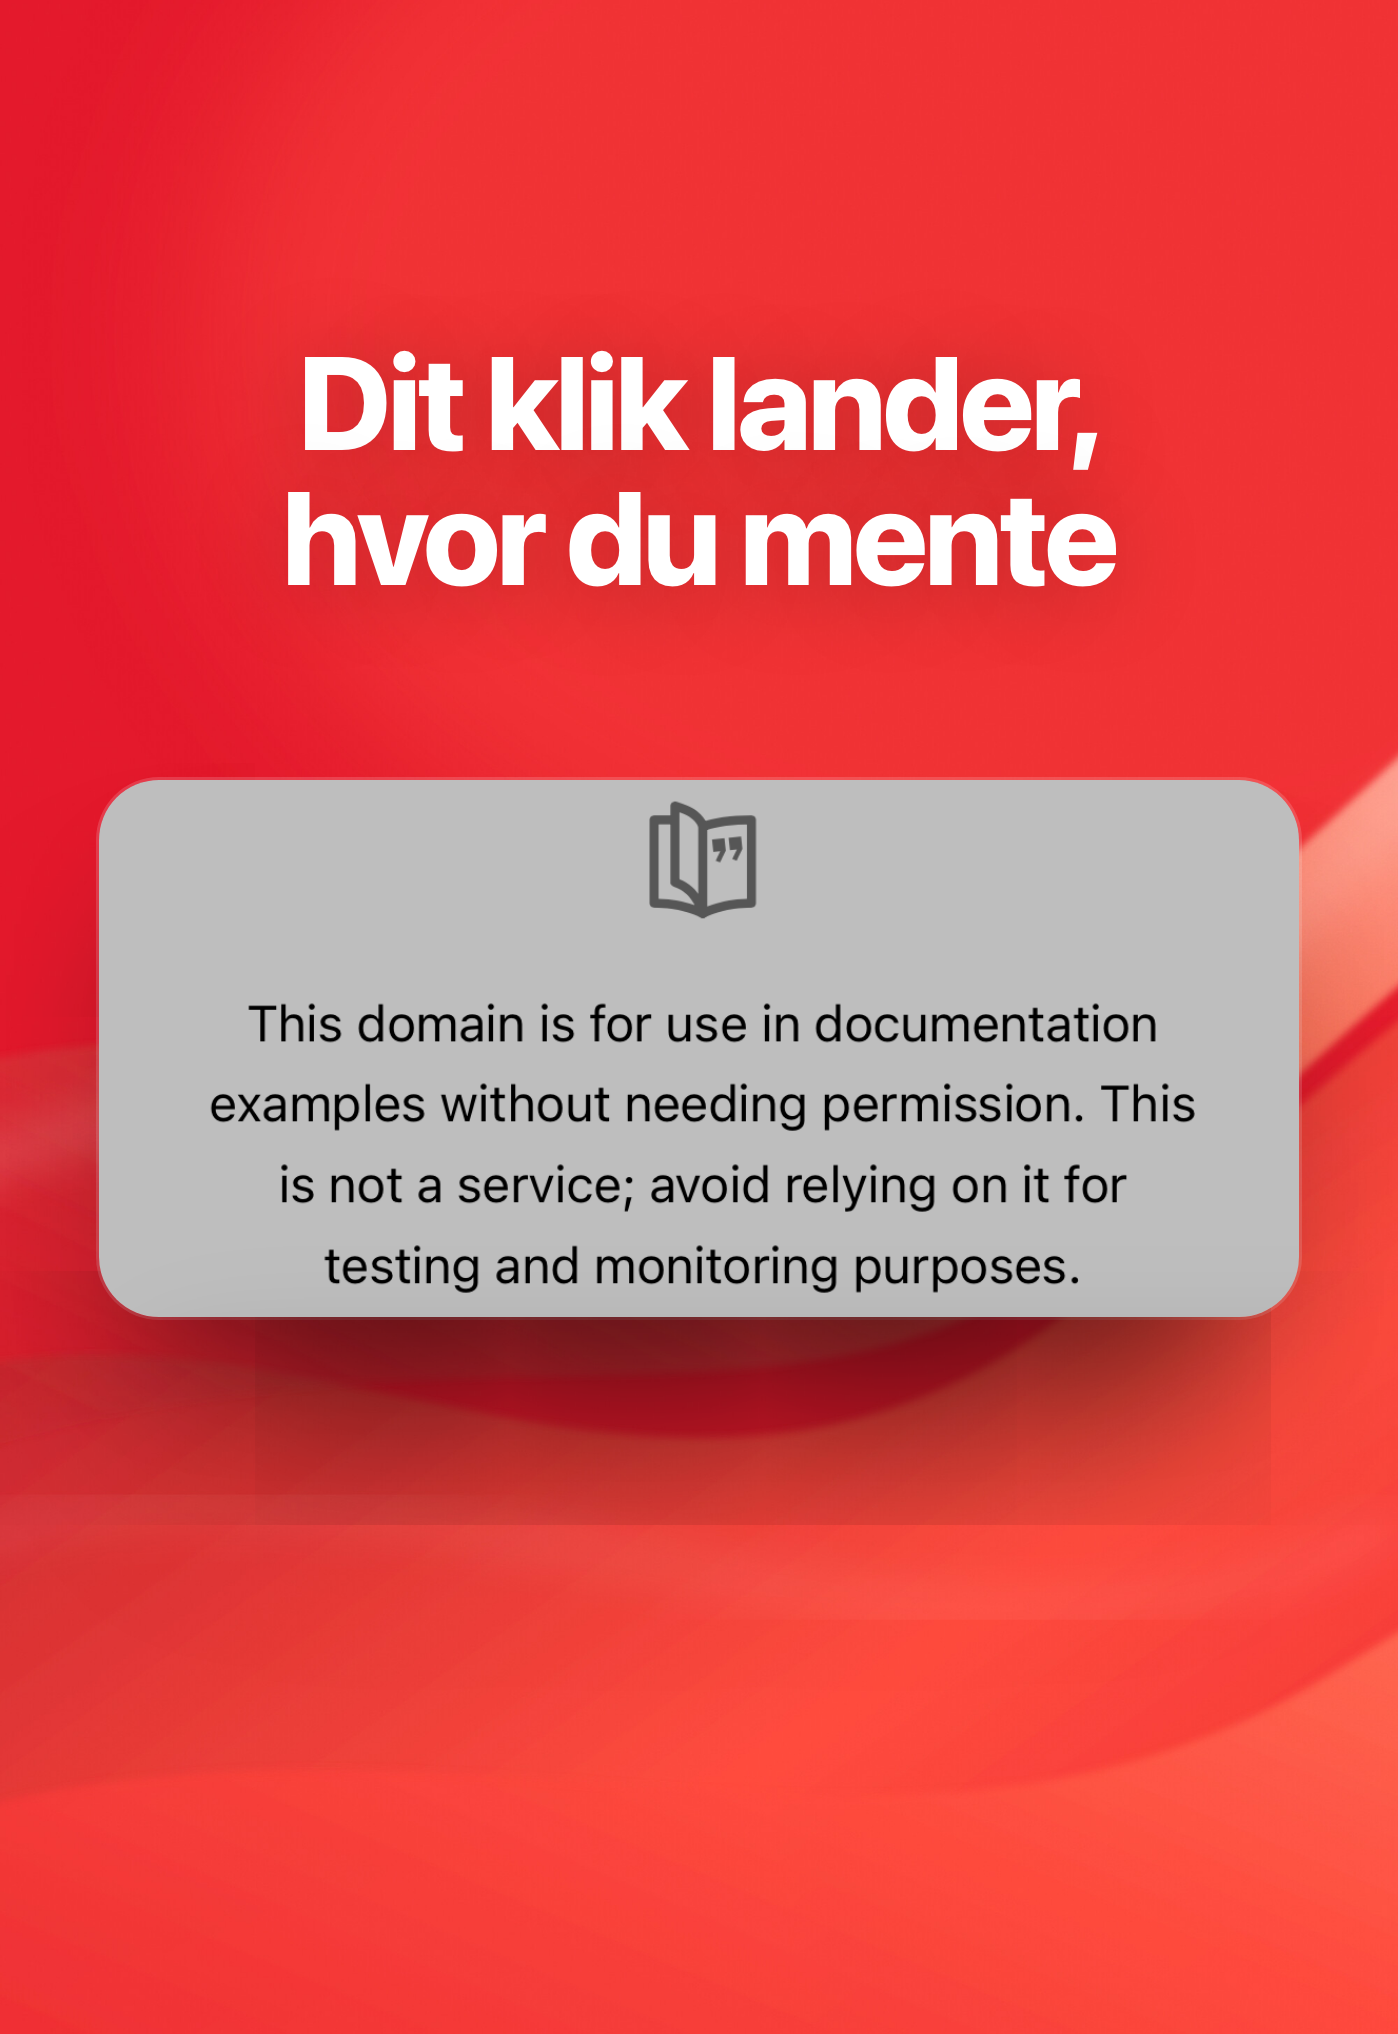 Dit klik lander,
hvor du mente
This domain is for use in documentation
examples without needing permission. This
is not a service; avoid relying on it for
testing and monitoring purposes.